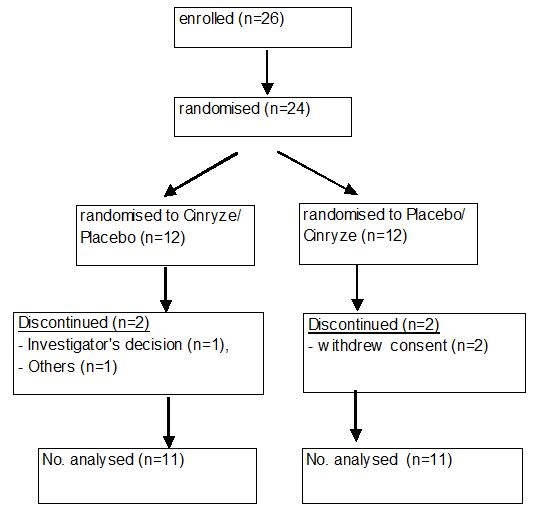 enrolled (n=26)
randomised (n=24)
randomised to Cinryze/
Placebo (n=12)
randomised to Placebo/
Cinryze (n=12)
Discontinued (n=2)
- Investigator's decision (n=1),
- Others (n=1)
Discontinued (n=2)
- withdrew consent (n=2)
No. analysed (n=11)
No. analysed (n=11)